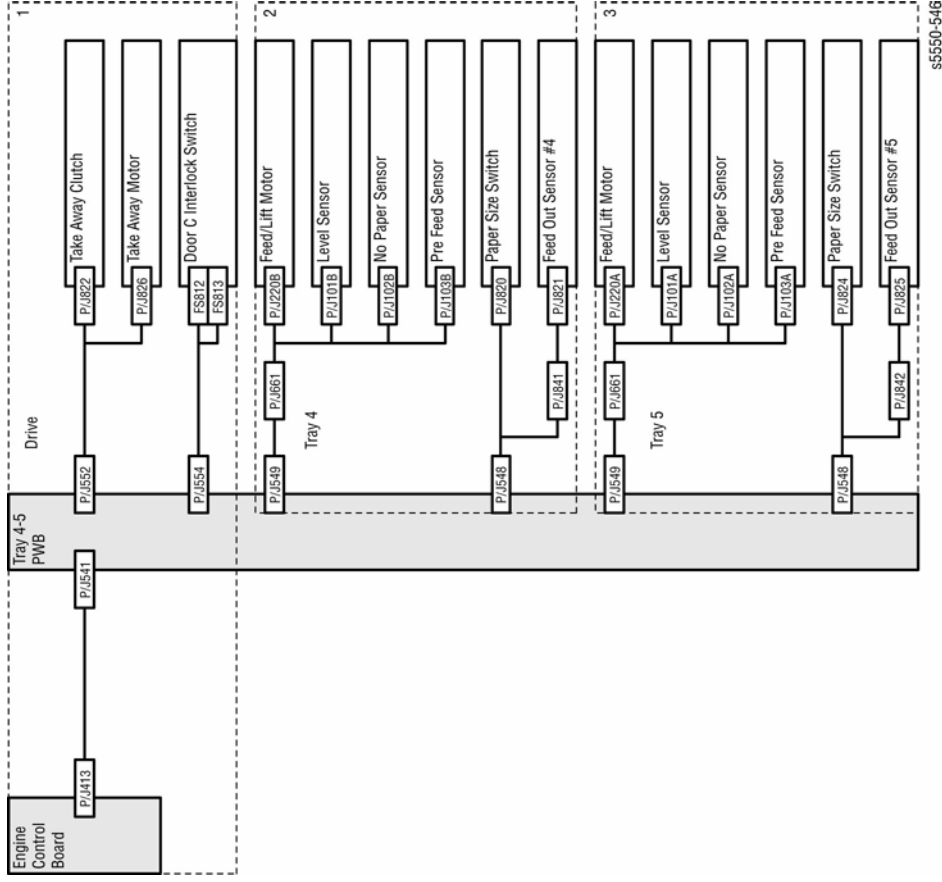 Engine
Control
Board
P/J413
P/J541
Tray 4-5
PWB
Drive
1
P/J552
P/J822
Take Away Clutch
P/J826
Take Away Motor
P/J554
FS812
FS813
Door C Interlock Switch
2
Tray 4
P/J549
P/J661
P/J220B
Feed/Lift Motor
P/J101B
Level Sensor
P/J102B
No Paper Sensor
P/J103B
Pre Feed Sensor
P/J548
P/J820
Paper Size Switch
P/J841
P/J821
Feed Out Sensor #4
3
Tray 5
P/J549
P/J661
P/J220A
Feed/Lift Motor
P/J101A
Level Sensor
P/J102A
No Paper Sensor
P/J103A
Pre Feed Sensor
P/J548
P/J824
Paper Size Switch
P/J842
P/J825
Feed Out Sensor #5
s5550-546